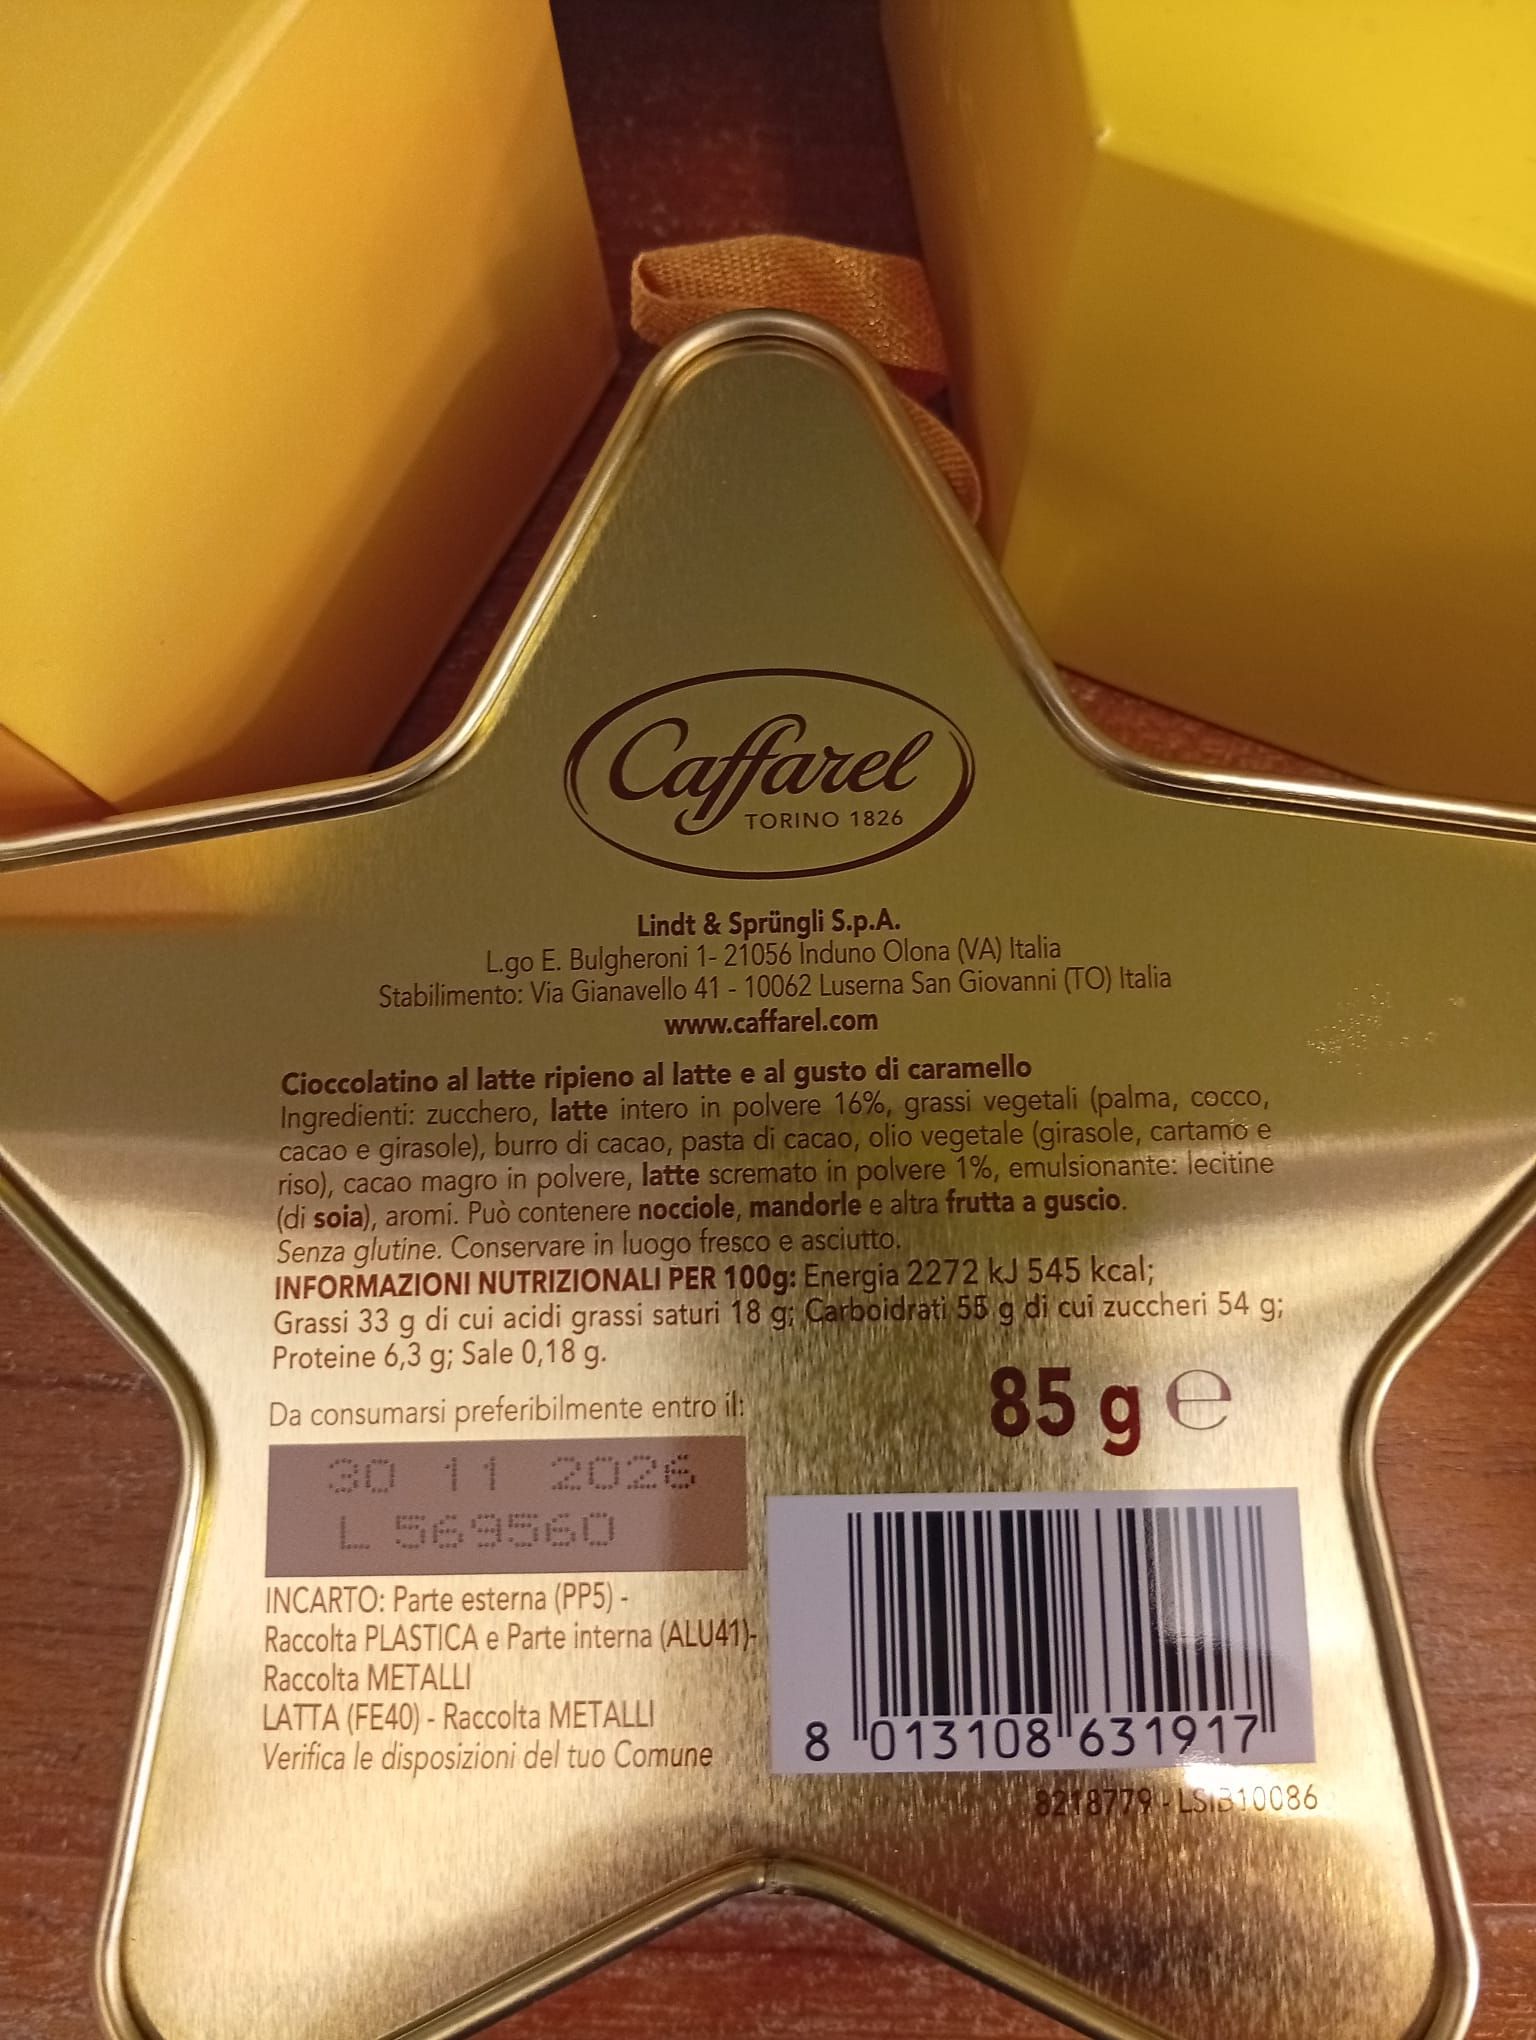 Caffarel
TORINO 1826
Lindt & Sprüngli S.p.A.
L.go E. Bulgheroni 1- 21056 Induno Olona (VA) Italia
Stabilimento: Via Gianavello 41 - 10062 Luserna San Giovanni (TO) Italia
www.caffarel.com
Cioccolatino al latte ripieno al latte e al gusto di caramello
Ingredienti: zucchero, latte intero in polvere 16%, grassi vegetali (palma, cocco,
cacao e girasole), burro di cacao, pasta di cacao, olio vegetale (girasole, cartamo e
riso), cacao magro in polvere, latte scremato in polvere 1%, emulsionante: lecitine
(di soia), aromi. Può contenere nocciole, mandorle e altra frutta a guscio.
Senza glutine. Conservare in luogo fresco e asciutto.
INFORMAZIONI NUTRIZIONALI PER 100g: Energia 2272 kJ 545 kcal;
Grassi 33 g di cui acidi grassi saturi 18 g; Carboidrati 55 g di cui zuccheri 54 g;
Proteine 6,3 g; Sale 0,18 g.
85 g ℮
Da consumarsi preferibilmente entro il:
30 11 2026
L 569560
INCARTO: Parte esterna (PP5) -
Raccolta PLASTICA e Parte interna (ALU41)-
Raccolta METALLI
LATTA (FE40) - Raccolta METALLI
Verifica le disposizioni del tuo Comune
8 013108 631917
8218779 - LSIB10086